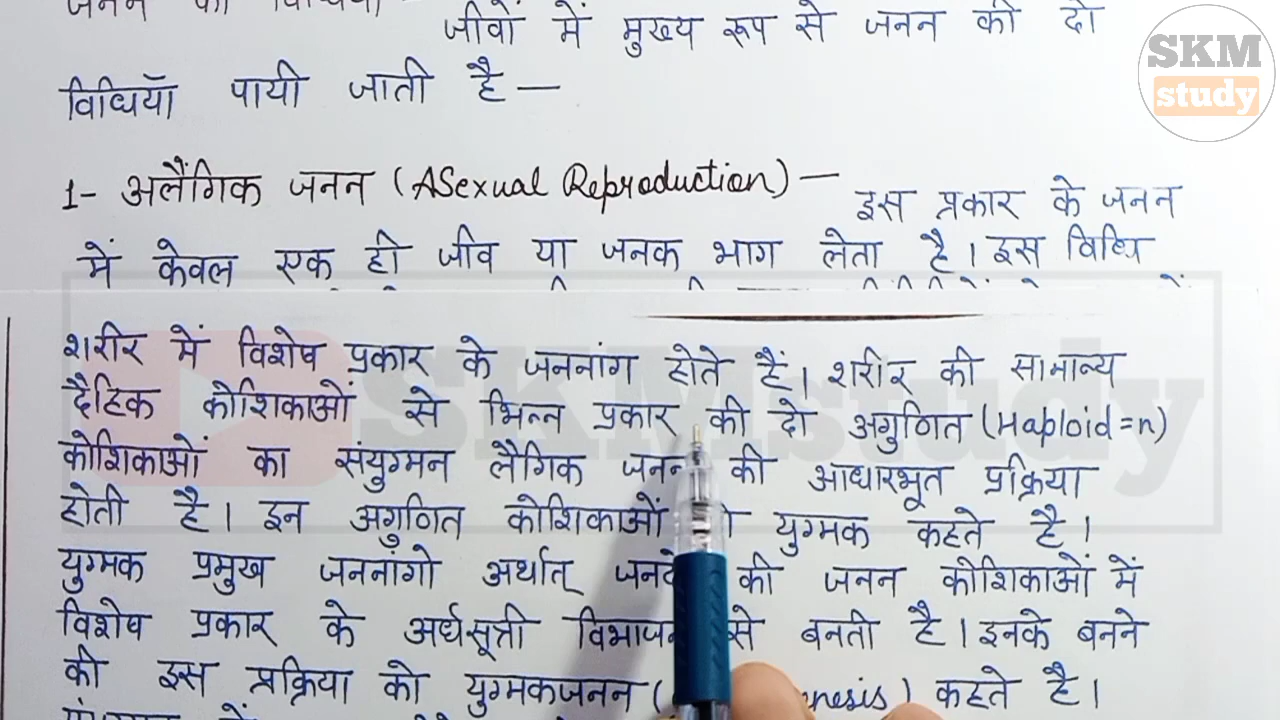 जीवों में मुख्य रूप से जनन की दो
SKM
study
विधियाँ पायी जाती है —
1- अलैंगिक जनन (ASexual Reproduction) —
इस प्रकार के जनन
में केवल एक ही जीव या जनक भाग लेता है। इस विधि
शरीर में विशेष प्रकार के जननांग होते हैं। शरीर की सामान्य
दैहिक कोशिकाओं से भिन्न प्रकार की दो अगुणित (Haploid=n)
कोशिकाओं का संयुग्मन लैगिक जनन की आधारभूत प्रक्रिया
होती है। इन अगुणित कोशिकाओं युग्मक कहते है।
युग्मक प्रमुख जननांगो अर्थात् की जनन कोशिकाओं में
विशेष प्रकार के अर्धसूत्री विभाजन से बनती है। इनके बनने
की इस प्रक्रिया को युग्मकजनन ( nesis) कहते है।
SKMstudy